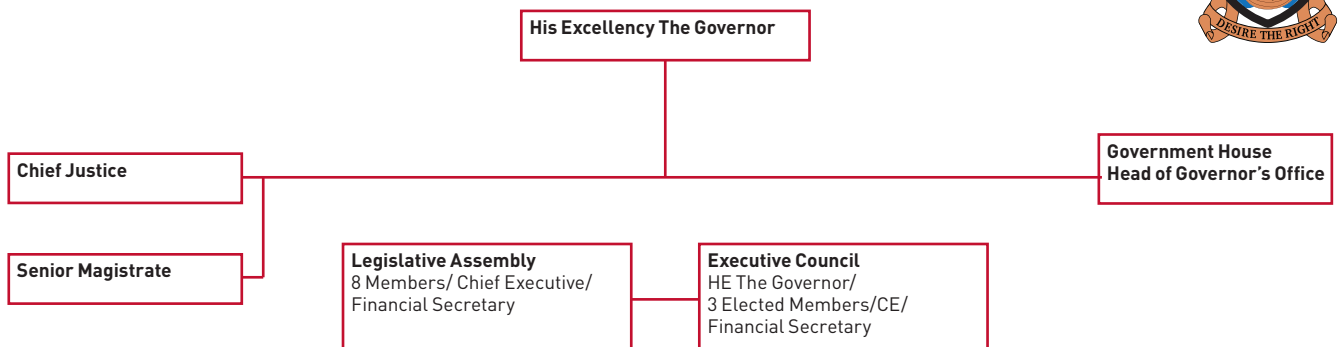 His Excellency The Governor
DESIRE THE RIGHT
Chief Justice
Government House
Head of Governor's Office
Senior Magistrate
Legislative Assembly
8 Members/ Chief Executive/
Financial Secretary
Executive Council
HE The Governor/
3 Elected Members/CE/
Financial Secretary